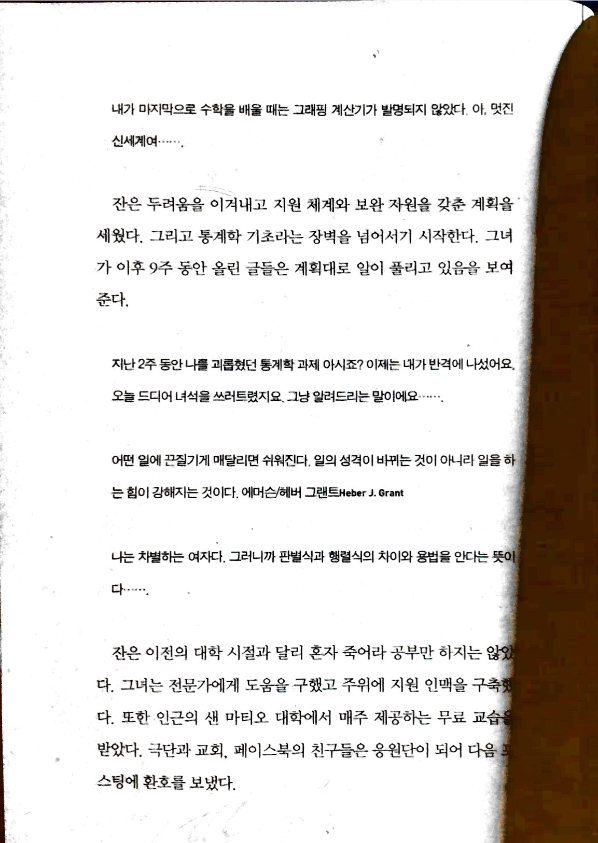 내가 마지막으로 수학을 배울 때는 그래핑 계산기가 발명되지 않았다. 아, 멋진
신세계여…….
잔은 두려움을 이겨내고 지원 체계와 보완 자원을 갖춘 계획을
세웠다. 그리고 통계학 기초라는 장벽을 넘어서기 시작한다. 그녀
가 이후 9주 동안 올린 글들은 계획대로 일이 풀리고 있음을 보여
준다.
지난 2주 동안 나를 괴롭혔던 통계학 과제 아시죠? 이제는 내가 반격에 나섰어요.
오늘 드디어 녀석을 쓰러트렸지요. 그냥 알려드리는 말이에요…….
어떤 일에 끈질기게 매달리면 쉬워진다. 일의 성격이 바뀌는 것이 아니라 일을 하
는 힘이 강해지는 것이다. 에머슨/헤버 그랜트Heber J. Grant
나는 차별하는 여자다. 그러니까 판별식과 행렬식의 차이와 용법을 안다는 뜻이
다…….
잔은 이전의 대학 시절과 달리 혼자 죽어라 공부만 하지는 않았
다. 그녀는 전문가에게 도움을 구했고 주위에 지원 인맥을 구축했
다. 또한 인근의 샌 마티오 대학에서 매주 제공하는 무료 교습을
받았다. 극단과 교회, 페이스북의 친구들은 응원단이 되어 다음
스팅에 환호를 보냈다.